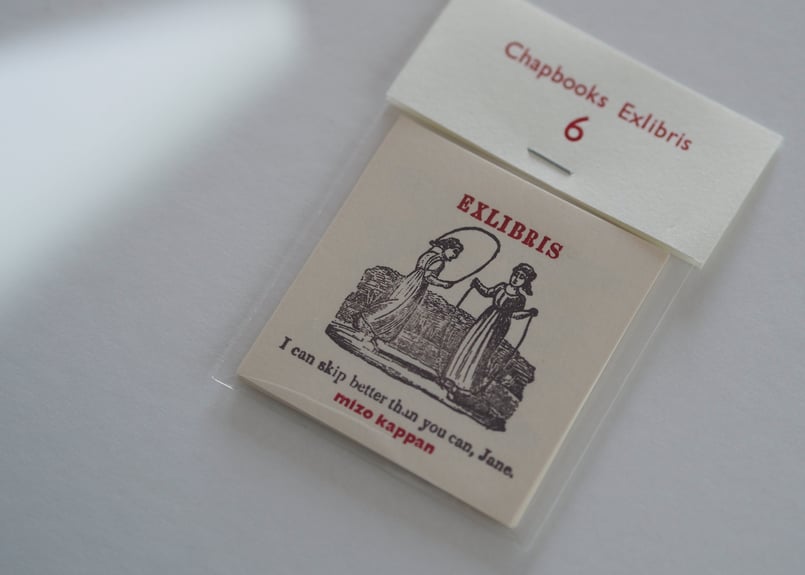 Chapbooks Exlibris
6
EXLIBRIS
I can skip better than you can, Jane.
mizo kappan